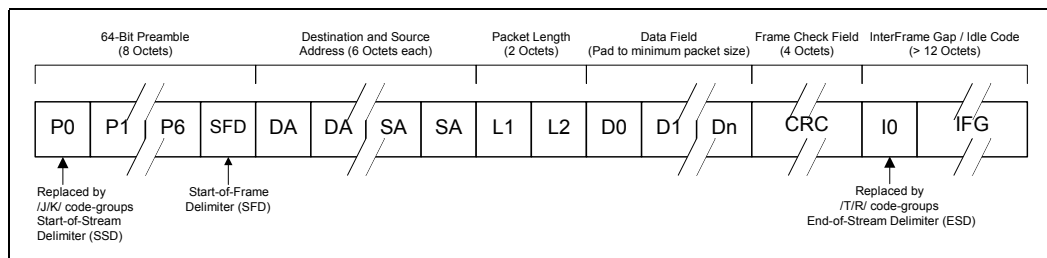 64-Bit Preamble
(8 Octets)
Destination and Source
Address (6 Octets each)
Packet Length
(2 Octets)
Data Field
(Pad to minimum packet size)
Frame Check Field
(4 Octets)
InterFrame Gap / Idle Code
(> 12 Octets)
P0 P1 P6 SFD DA DA SA SA L1 L2 D0 D1 Dn CRC I0 IFG
Replaced by
/J/K/ code-groups
Start-of-Stream
Delimiter (SSD)
Start-of-Frame
Delimiter (SFD)
Replaced by
/T/R/ code-groups
End-of-Stream Delimiter (ESD)